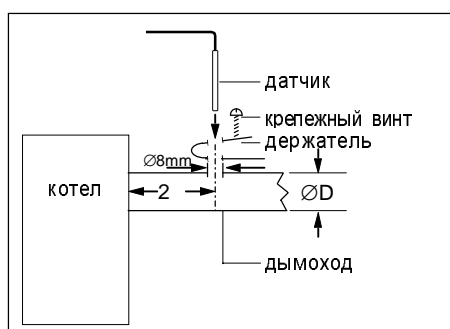 датчик
крепежный винт
держатель
Ø8mm
котел
2
ØD
дымоход